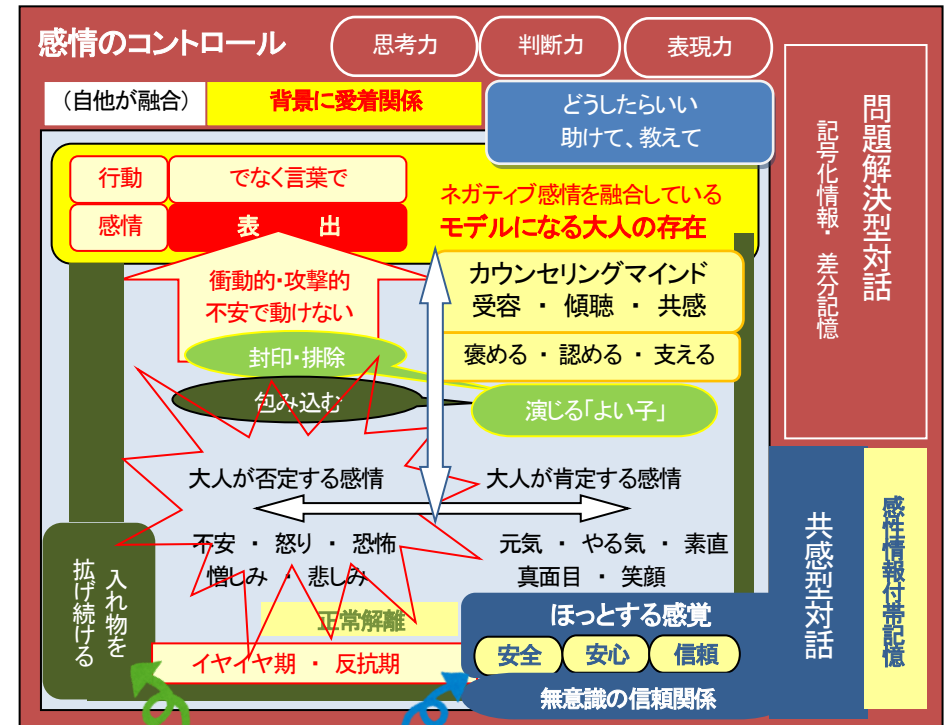 感情のコントロール
思考力
判断力
表現力
(自他が融合)
背景に愛着関係
どうしたらいい
助けて、教えて
行動
でなく言葉で
感情
表 出
ネガティブ感情を融合している
モデルになる大人の存在
衝動的・攻撃的
不安で動けない
カウンセリングマインド
受容 ・ 傾聴 ・ 共感
封印・排除
褒める ・ 認める ・ 支える
包み込む
演じる「よい子」
大人が否定する感情
大人が肯定する感情
不安 ・ 怒り ・ 恐怖
憎しみ ・ 悲しみ
元気 ・ やる気 ・ 素直
真面目 ・ 笑顔
正常解離
イヤイヤ期 ・ 反抗期
ほっとする感覚
安全
安心
信頼
無意識の信頼関係
入れ物を
拡げ続ける
問題解決型対話
記号化情報・ 差分記憶
共感型対話
感性情報付帯記憶